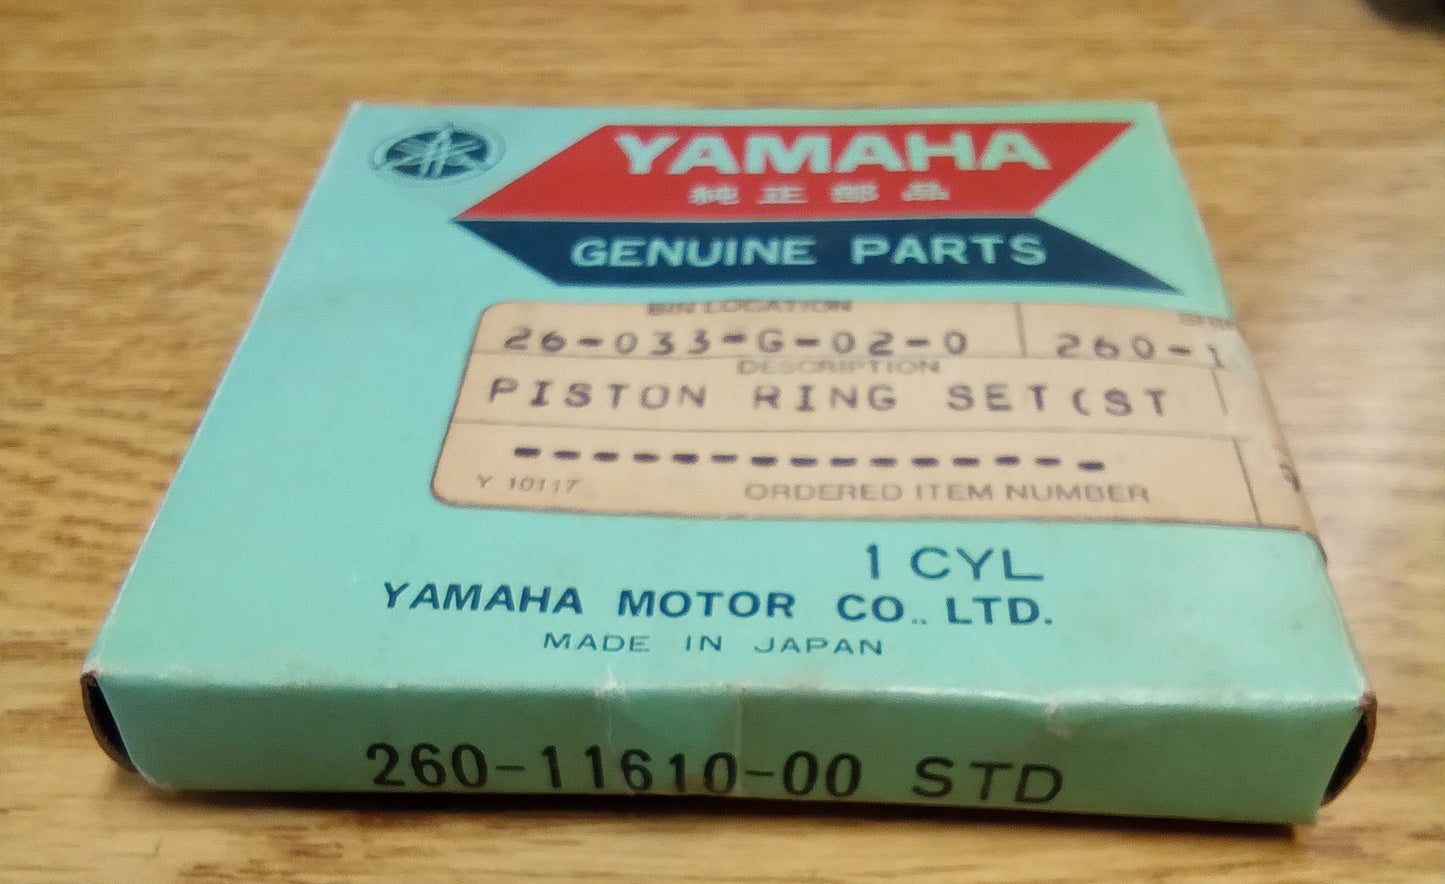 YAMAHA
純正部品
GENUINE PARTS
BIN LOCATION
26-033-G-02-0 260-1
DESCRIPTION
PISTON RING SET(ST
---------------
Y 10117 ORDERED ITEM NUMBER
1 CYL
YAMAHA MOTOR CO., LTD.
MADE IN JAPAN
260-11610-00 STD